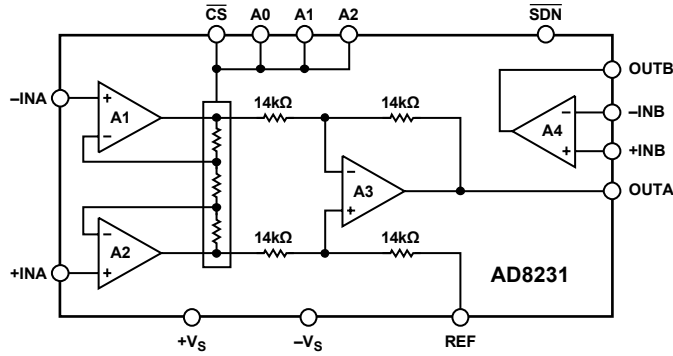 CS A0 A1 A2 SDN
OUTB
–INA
A1
14kΩ 14kΩ
–INB
A4
+INB
A3
OUTA
14kΩ 14kΩ
A2
+INA
AD8231
+VS –VS REF
+
–
–
+
–
+
–
+